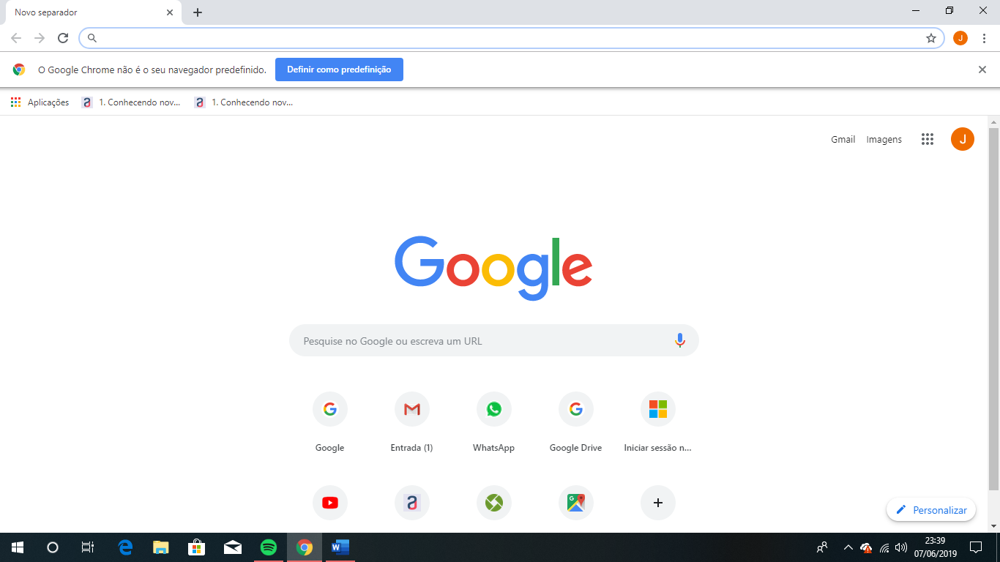 Novo separador
O Google Chrome não é o seu navegador predefinido.
Definir como predefinição
Aplicações
1. Conhecendo nov...
1. Conhecendo nov...
Gmail
Imagens
J
J
Google
Pesquise no Google ou escreva um URL
Google
Entrada (1)
WhatsApp
Google Drive
Iniciar sessão n...
Personalizar
23:39
07/06/2019